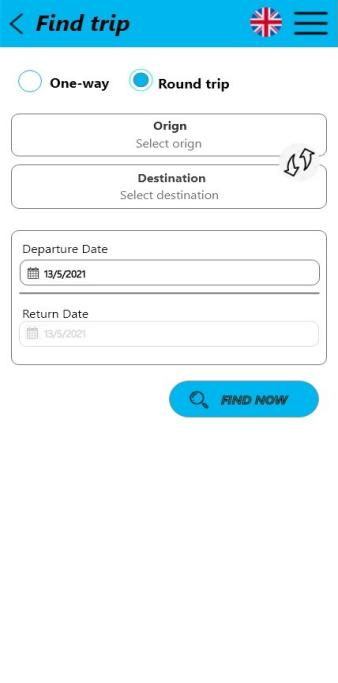 Find trip
One-way
Round trip
Orign
Select orign
Destination
Select destination
Departure Date
13/5/2021
Return Date
13/5/2021
FIND NOW